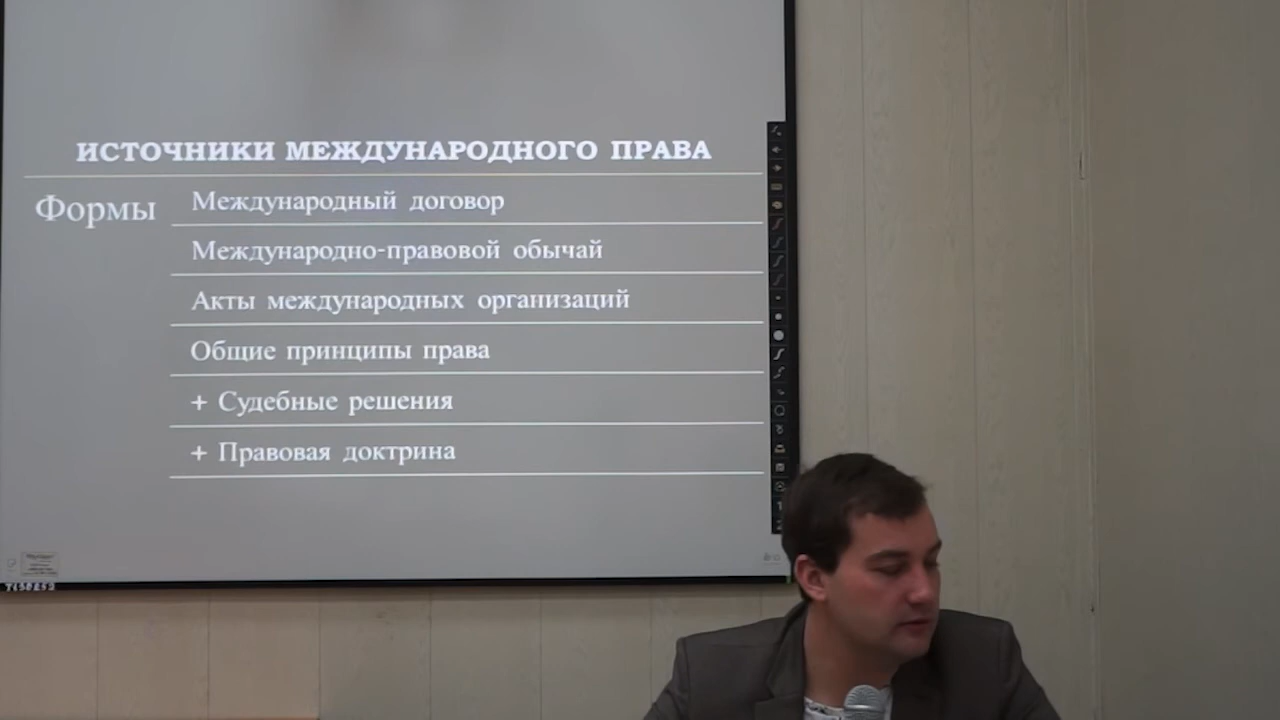 ИСТОЧНИКИ МЕЖДУНАРОДНОГО ПРАВА
Формы
Международный договор
Международно-правовой обычай
Акты международных организаций
Общие принципы права
+ Судебные решения
+ Правовая доктрина